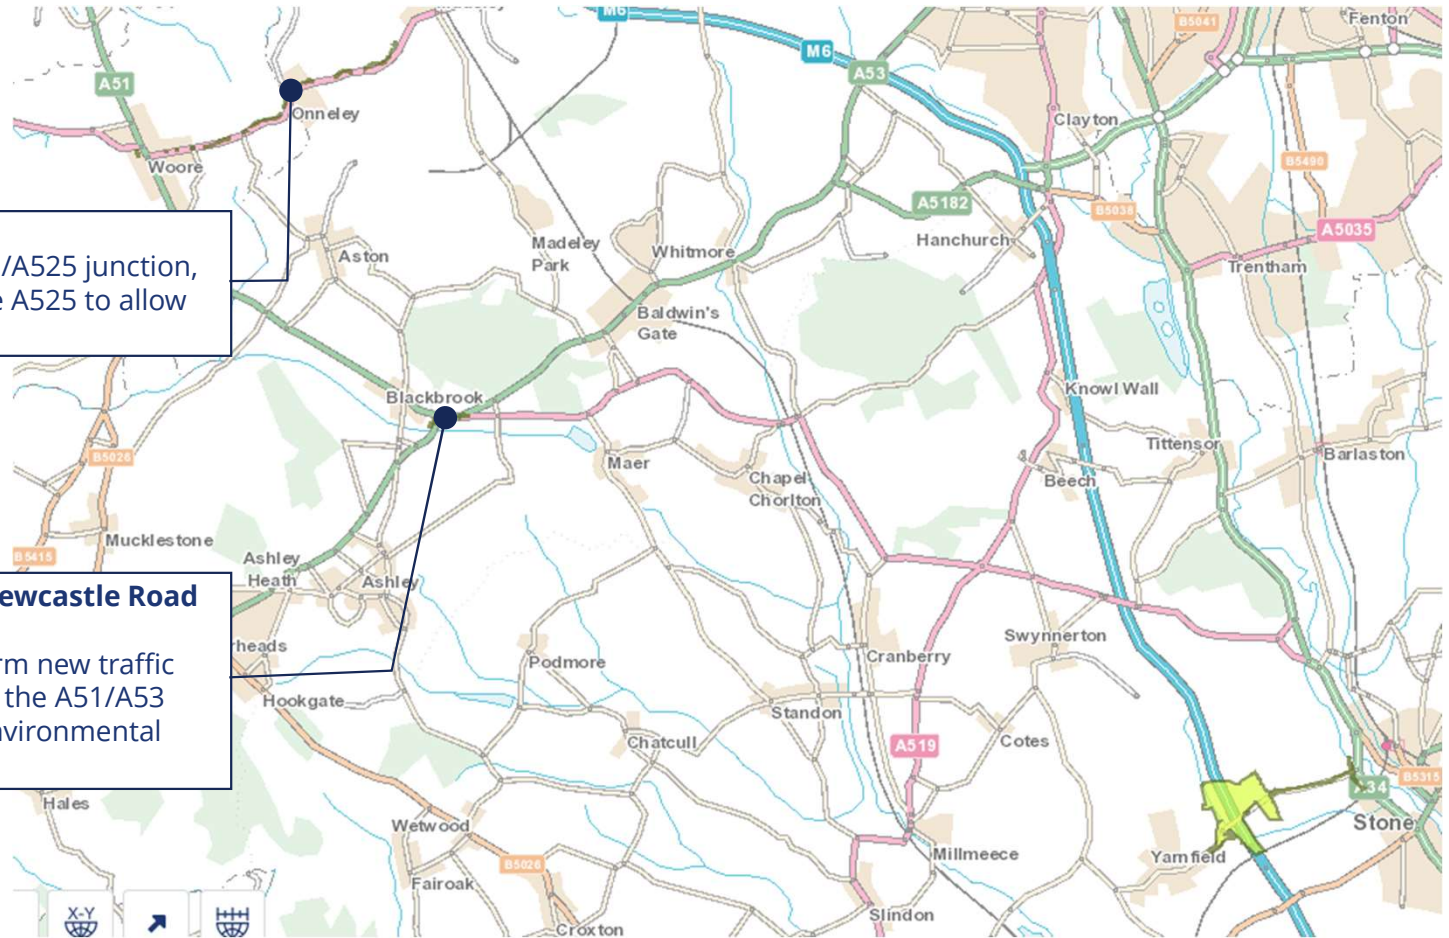 M6
B5041
Fenton
M6
A53
A51
Onneley
Clayton
Woore
B5490
A5182
B5038
A5035
Madeley
Park
Whitmore
Hanchurch
Aston
Trentham
/A525 junction,
e A525 to allow
Baldwin's
Gate
Blackbrook
Knowl Wall
B5026
Maer
Tittensor
Barlaston
Chapel
Chorlton
Beech
Mucklestone
B5415
Ashley
Heath
Ashley
ewcastle Road
rheads
rm new traffic
the A51/A53
nvironmental
Podmore
Cranberry
Swynnerton
Hookgate
Standon
Chatcull
A519
Cotes
Hales
A34
B5315
Wetwood
Stone
B5026
Millmeece
Yarnfield
Fairoak
X-Y
Slindon
Croxton